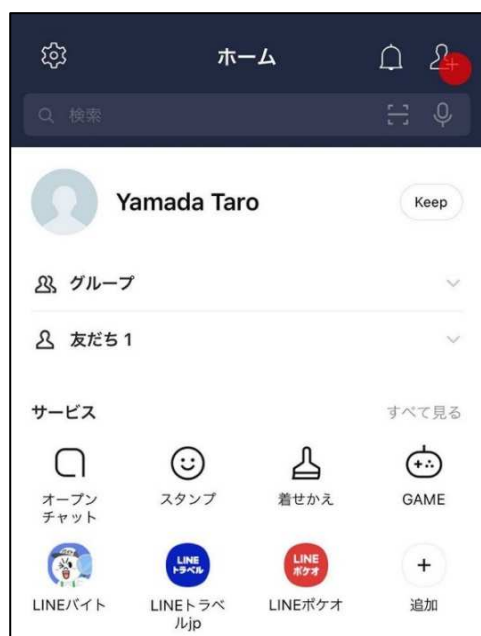 ホーム
検索
Yamada Taro
Keep
グループ
友だち 1
サービス
すべて見る
オープン
チャット
スタンプ
着せかえ
GAME
LINE
トラベル
LINE
ポケオ
LINEバイト
LINEトラベ
ルjp
LINEポケオ
追加